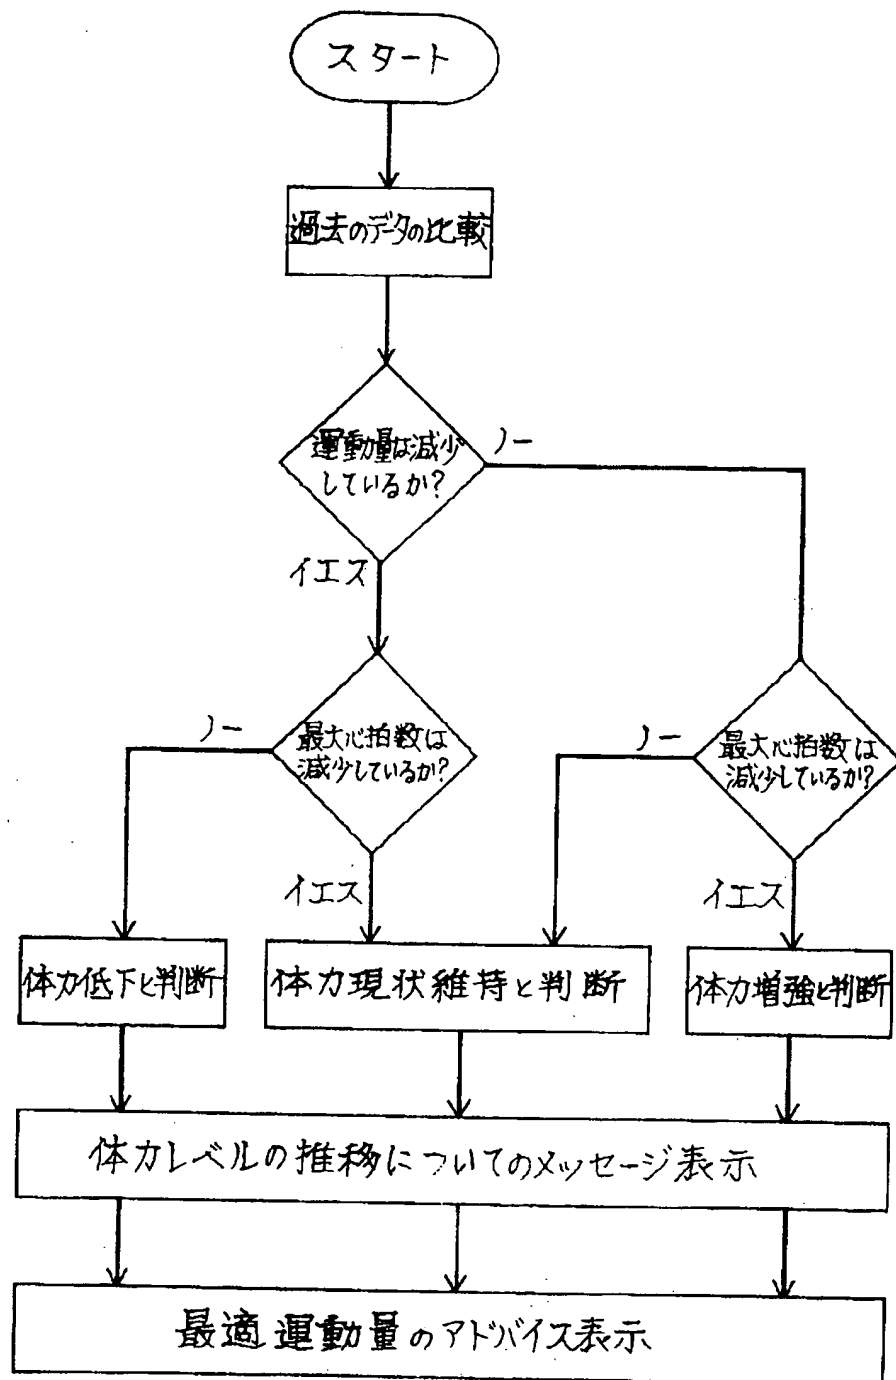 スタート
過去のデータの比較
運動量は減少
しているか?
ノー
イエス
最大心拍数は
減少しているか?
ノー
イエス
最大心拍数は
減少しているか?
ノー
イエス
体力低下と判断
体力現状維持と判断
体力増強と判断
体力レベルの推移についてのメッセージ表示
最適運動量のアドバイス表示